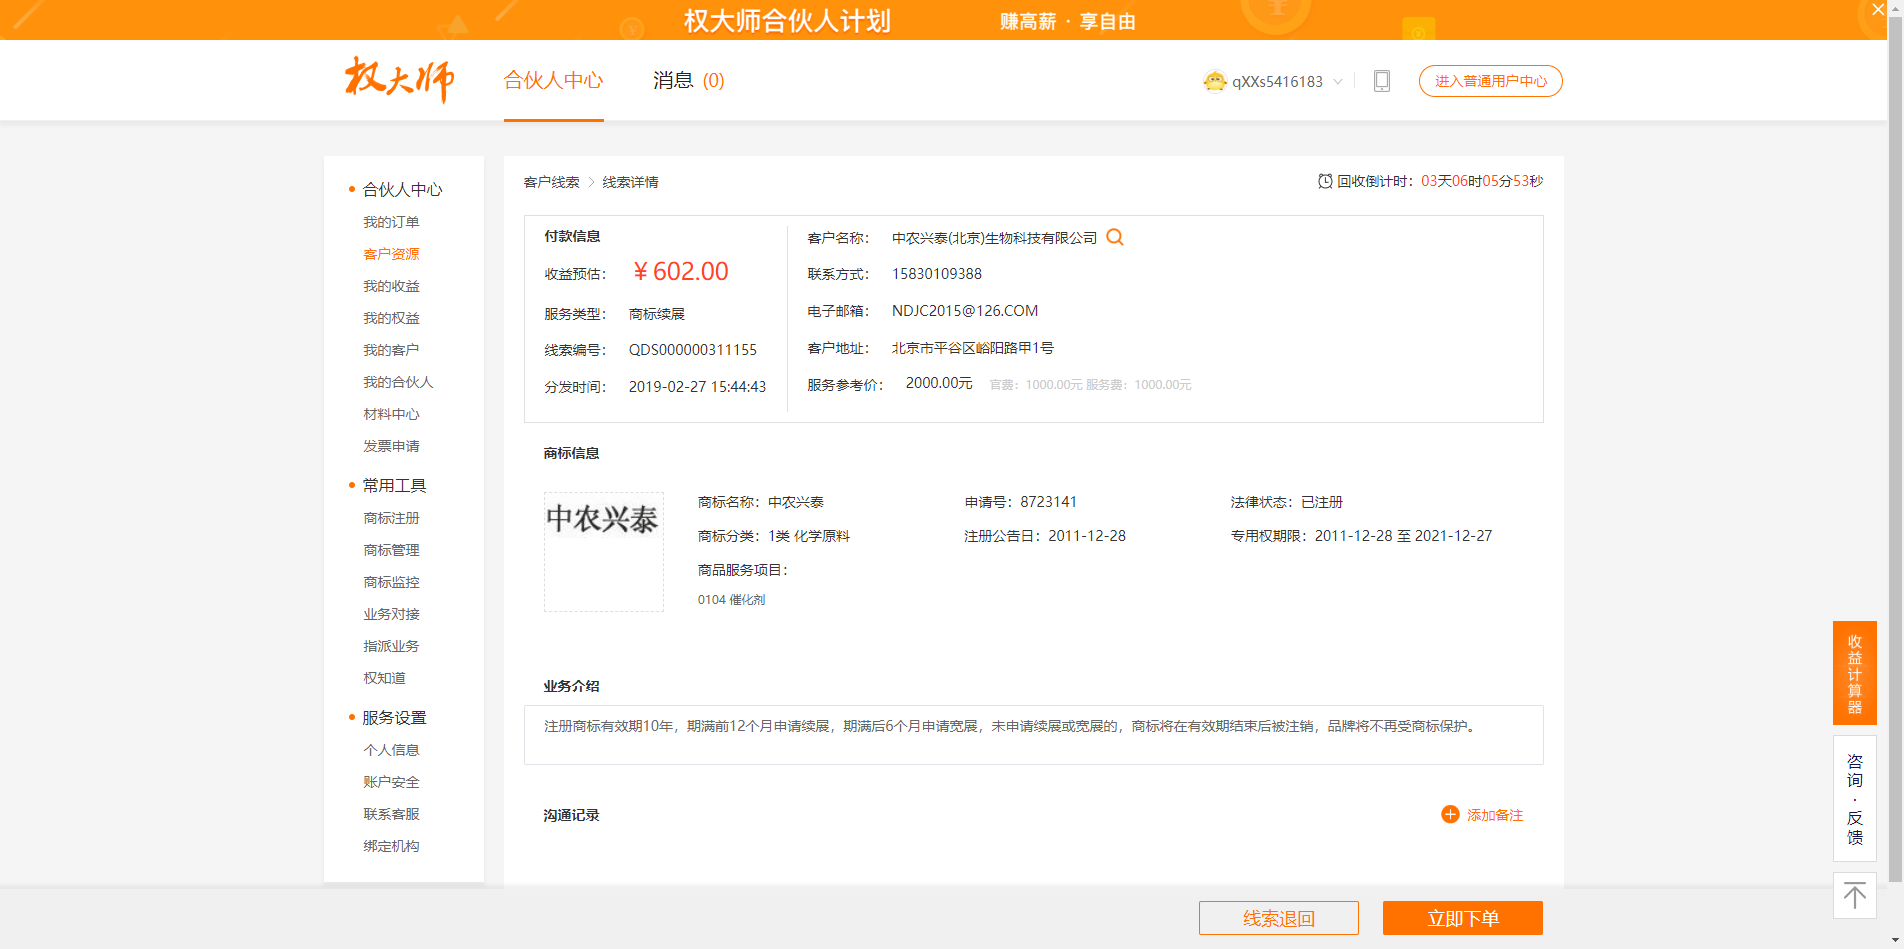 权大师合伙人计划 赚高薪 · 享自由
权大师 合伙人中心 消息 (0) qXXs5416183 进入普通用户中心
合伙人中心
我的订单
客户资源
我的收益
我的权益
我的客户
我的合伙人
材料中心
发票申请
常用工具
商标注册
商标管理
商标监控
业务对接
指派业务
权知道
服务设置
个人信息
账户安全
联系客服
绑定机构
客户线索 > 线索详情 回收倒计时：03天06时05分53秒
付款信息
收益预估： ￥602.00
服务类型： 商标续展
线索编号： QDS000000311155
分发时间： 2019-02-27 15:44:43
客户名称： 中农兴泰(北京)生物科技有限公司
联系方式： 15830109388
电子邮箱： NDJC2015@126.COM
客户地址： 北京市平谷区峪阳路甲1号
服务参考价： 2000.00元 官费：1000.00元 服务费：1000.00元
商标信息
中农兴泰
商标名称：中农兴泰 申请号：8723141 法律状态：已注册
商标分类：1类 化学原料 注册公告日：2011-12-28 专用权期限：2011-12-28 至 2021-12-27
商品服务项目：
0104 催化剂
业务介绍
注册商标有效期10年，期满前12个月申请续展，期满后6个月申请宽展，未申请续展或宽展的，商标将在有效期结束后被注销，品牌将不再受商标保护。
沟通记录 添加备注
线索退回 立即下单
收益计算器
咨询·反馈